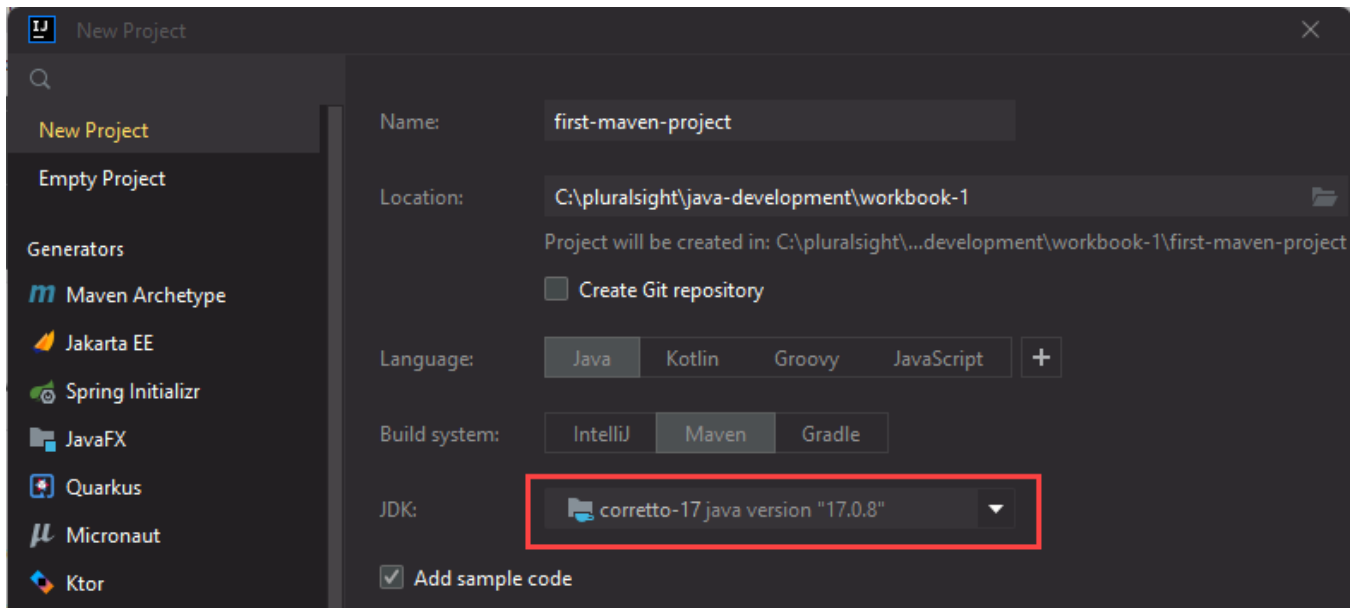 IJ New Project
New Project
Empty Project
Generators
m Maven Archetype
Jakarta EE
Spring Initializr
JavaFX
Quarkus
μ Micronaut
Ktor
Name: first-maven-project
Location: C:\pluralsight\java-development\workbook-1
Project will be created in: C:\pluralsight\...development\workbook-1\first-maven-project
Create Git repository
Language: Java Kotlin Groovy JavaScript +
Build system: IntelliJ Maven Gradle
JDK: corretto-17 java version "17.0.8"
Add sample code